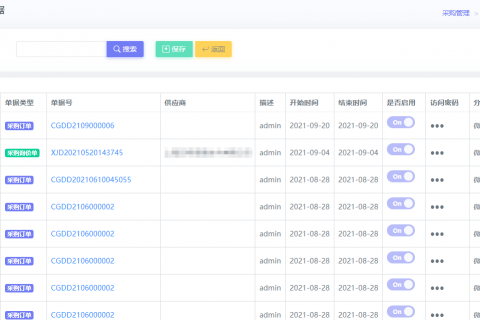 据
采购管理 >
搜索 保存 返回
单据类型 单据号 供应商 描述 开始时间 结束时间 是否启用 访问密码 分
采购订单 CGDD2109000006 admin 2021-09-20 2021-09-20 On ●●●
采购询价单 XJD20210520143745 admin 2021-09-04 2021-09-04 On ●●●
采购订单 CGDD20210610045055 admin 2021-08-28 2021-08-28 On ●●●
采购订单 CGDD2106000002 admin 2021-08-28 2021-08-28 On ●●●
采购订单 CGDD2106000002 admin 2021-08-28 2021-08-28 On ●●●
采购订单 CGDD2106000002 admin 2021-08-28 2021-08-28 On ●●●
采购订单 CGDD2106000002 admin 2021-08-28 2021-08-28 On ●●●
采购订单 CGDD2106000002 admin 2021-08-28 2021-08-28 On ●●●